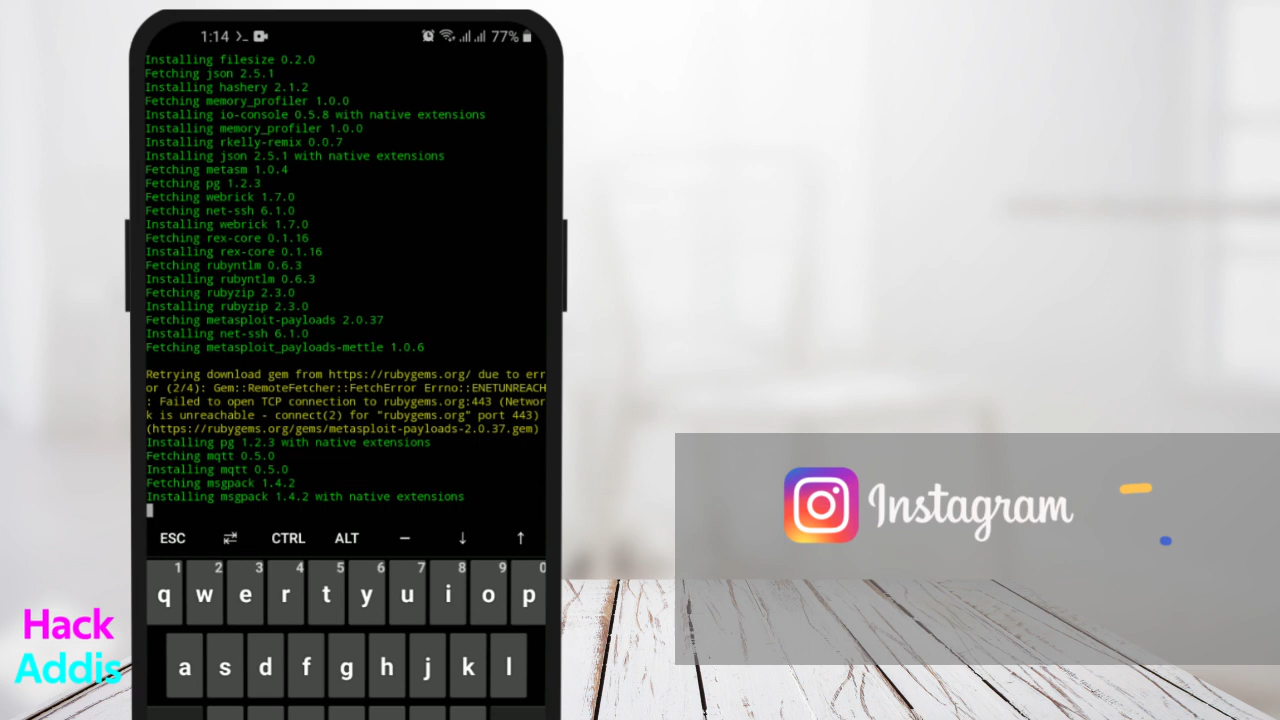 1:14 77%
Installing filesize 0.2.0
Fetching json 2.5.1
Installing hashery 2.1.2
Fetching memory_profiler 1.0.0
Installing io-console 0.5.8 with native extensions
Installing memory_profiler 1.0.0
Installing rkelly-remix 0.0.7
Installing json 2.5.1 with native extensions
Fetching metasm 1.0.4
Fetching pg 1.2.3
Fetching webrick 1.7.0
Fetching net-ssh 6.1.0
Installing webrick 1.7.0
Fetching rex-core 0.1.16
Installing rex-core 0.1.16
Fetching rubyntlm 0.6.3
Installing rubyntlm 0.6.3
Fetching rubyzip 2.3.0
Installing rubyzip 2.3.0
Fetching metasploit-payloads 2.0.37
Installing net-ssh 6.1.0
Fetching metasploit_payloads-mettle 1.0.6
Retrying download gem from https://rubygems.org/ due to err
or (2/4): Gem::RemoteFetcher::FetchError Errno::ENETUNREACH
: Failed to open TCP connection to rubygems.org:443 (Networ
k is unreachable - connect(2) for "rubygems.org" port 443)
(https://rubygems.org/gems/metasploit-payloads-2.0.37.gem)
Installing pg 1.2.3 with native extensions
Fetching mqtt 0.5.0
Installing mqtt 0.5.0
Fetching msgpack 1.4.2
Installing msgpack 1.4.2 with native extensions
ESC CTRL ALT – ↓ ↑
1 2 3 4 5 6 7 8 9 0
q w e r t y u i o p
a s d f g h j k l
Hack
Addis
Instagram